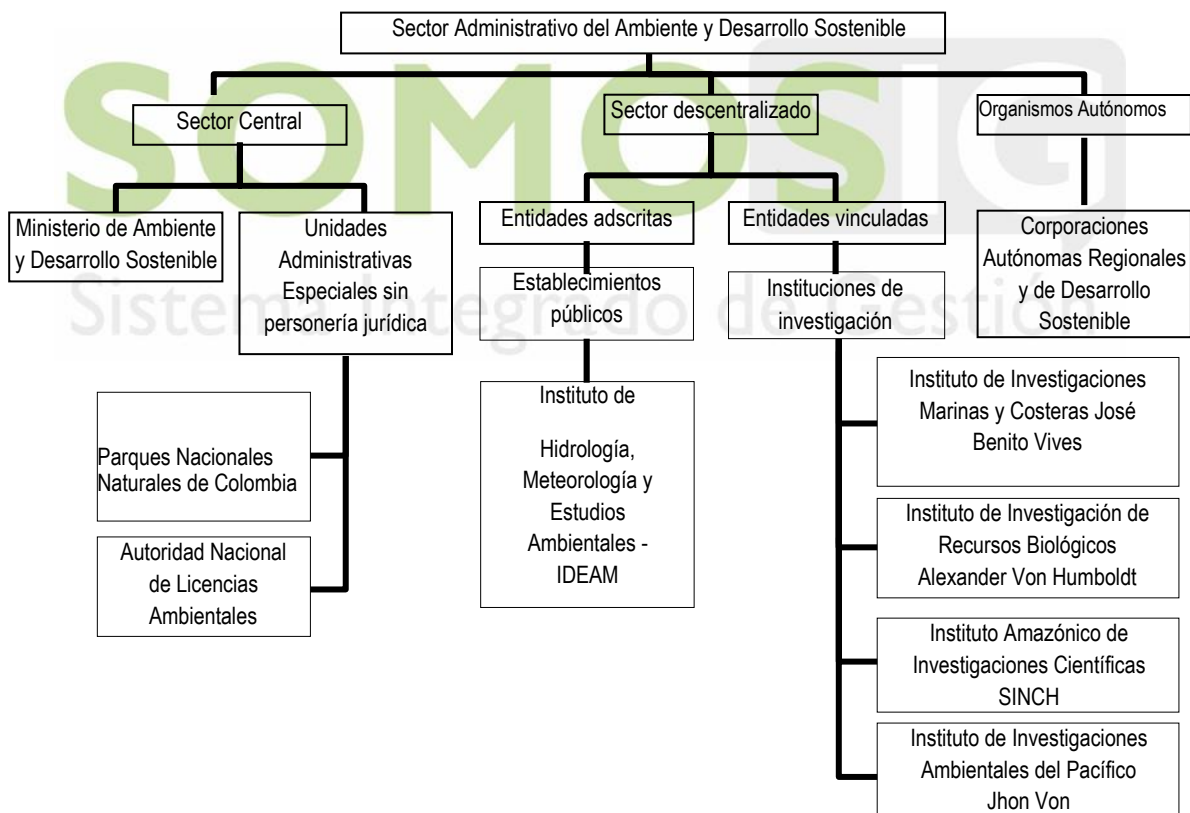 Sector Administrativo del Ambiente y Desarrollo Sostenible
SOMOSIG
Sistema Integrado de Gestión
Sector Central
Sector descentralizado
Organismos Autónomos
Ministerio de Ambiente
y Desarrollo Sostenible
Unidades
Administrativas
Especiales sin
personería jurídica
Entidades adscritas
Entidades vinculadas
Corporaciones
Autónomas Regionales
y de Desarrollo
Sostenible
Establecimientos
públicos
Instituciones de
investigación
Parques Nacionales
Naturales de Colombia
Autoridad Nacional
de Licencias
Ambientales
Instituto de
Hidrología,
Meteorología y
Estudios
Ambientales -
IDEAM
Instituto de Investigaciones
Marinas y Costeras José
Benito Vives
Instituto de Investigación de
Recursos Biológicos
Alexander Von Humboldt
Instituto Amazónico de
Investigaciones Científicas
SINCH
Instituto de Investigaciones
Ambientales del Pacífico
Jhon Von